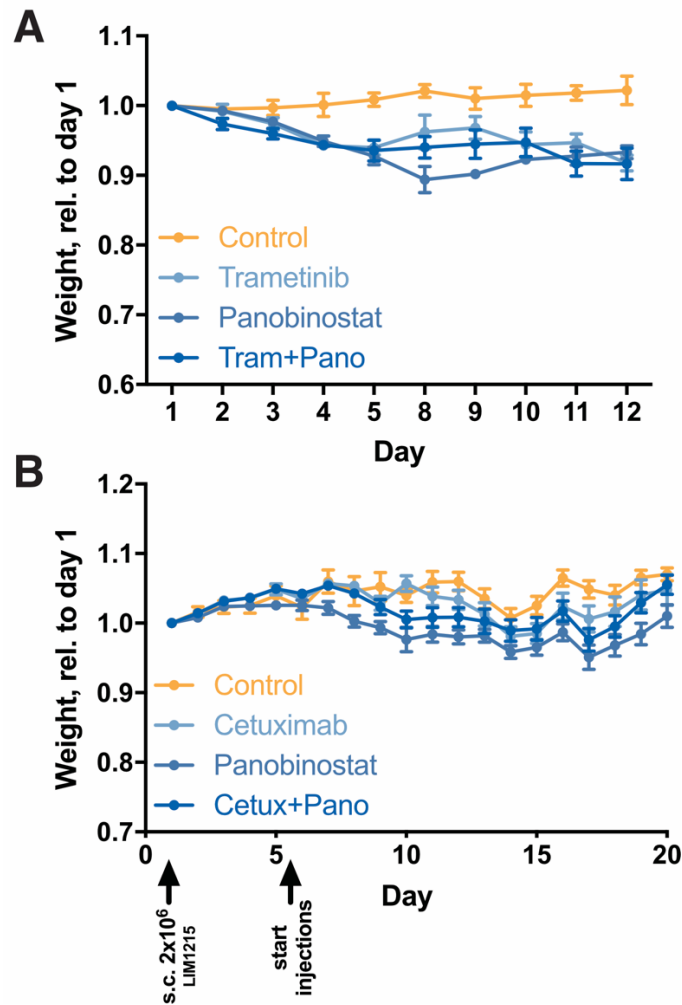 A
Weight, rel. to day 1
1.1
1.0
0.9
0.8
0.7
0.6
Control
Trametinib
Panobinostat
Tram+Pano
1 2 3 4 5 8 9 10 11 12
Day
B
Weight, rel. to day 1
1.2
1.1
1.0
0.9
0.8
0.7
Control
Cetuximab
Panobinostat
Cetux+Pano
0 5 10 15 20
Day
s.c. 2x10⁶
LIM1215
start
injections